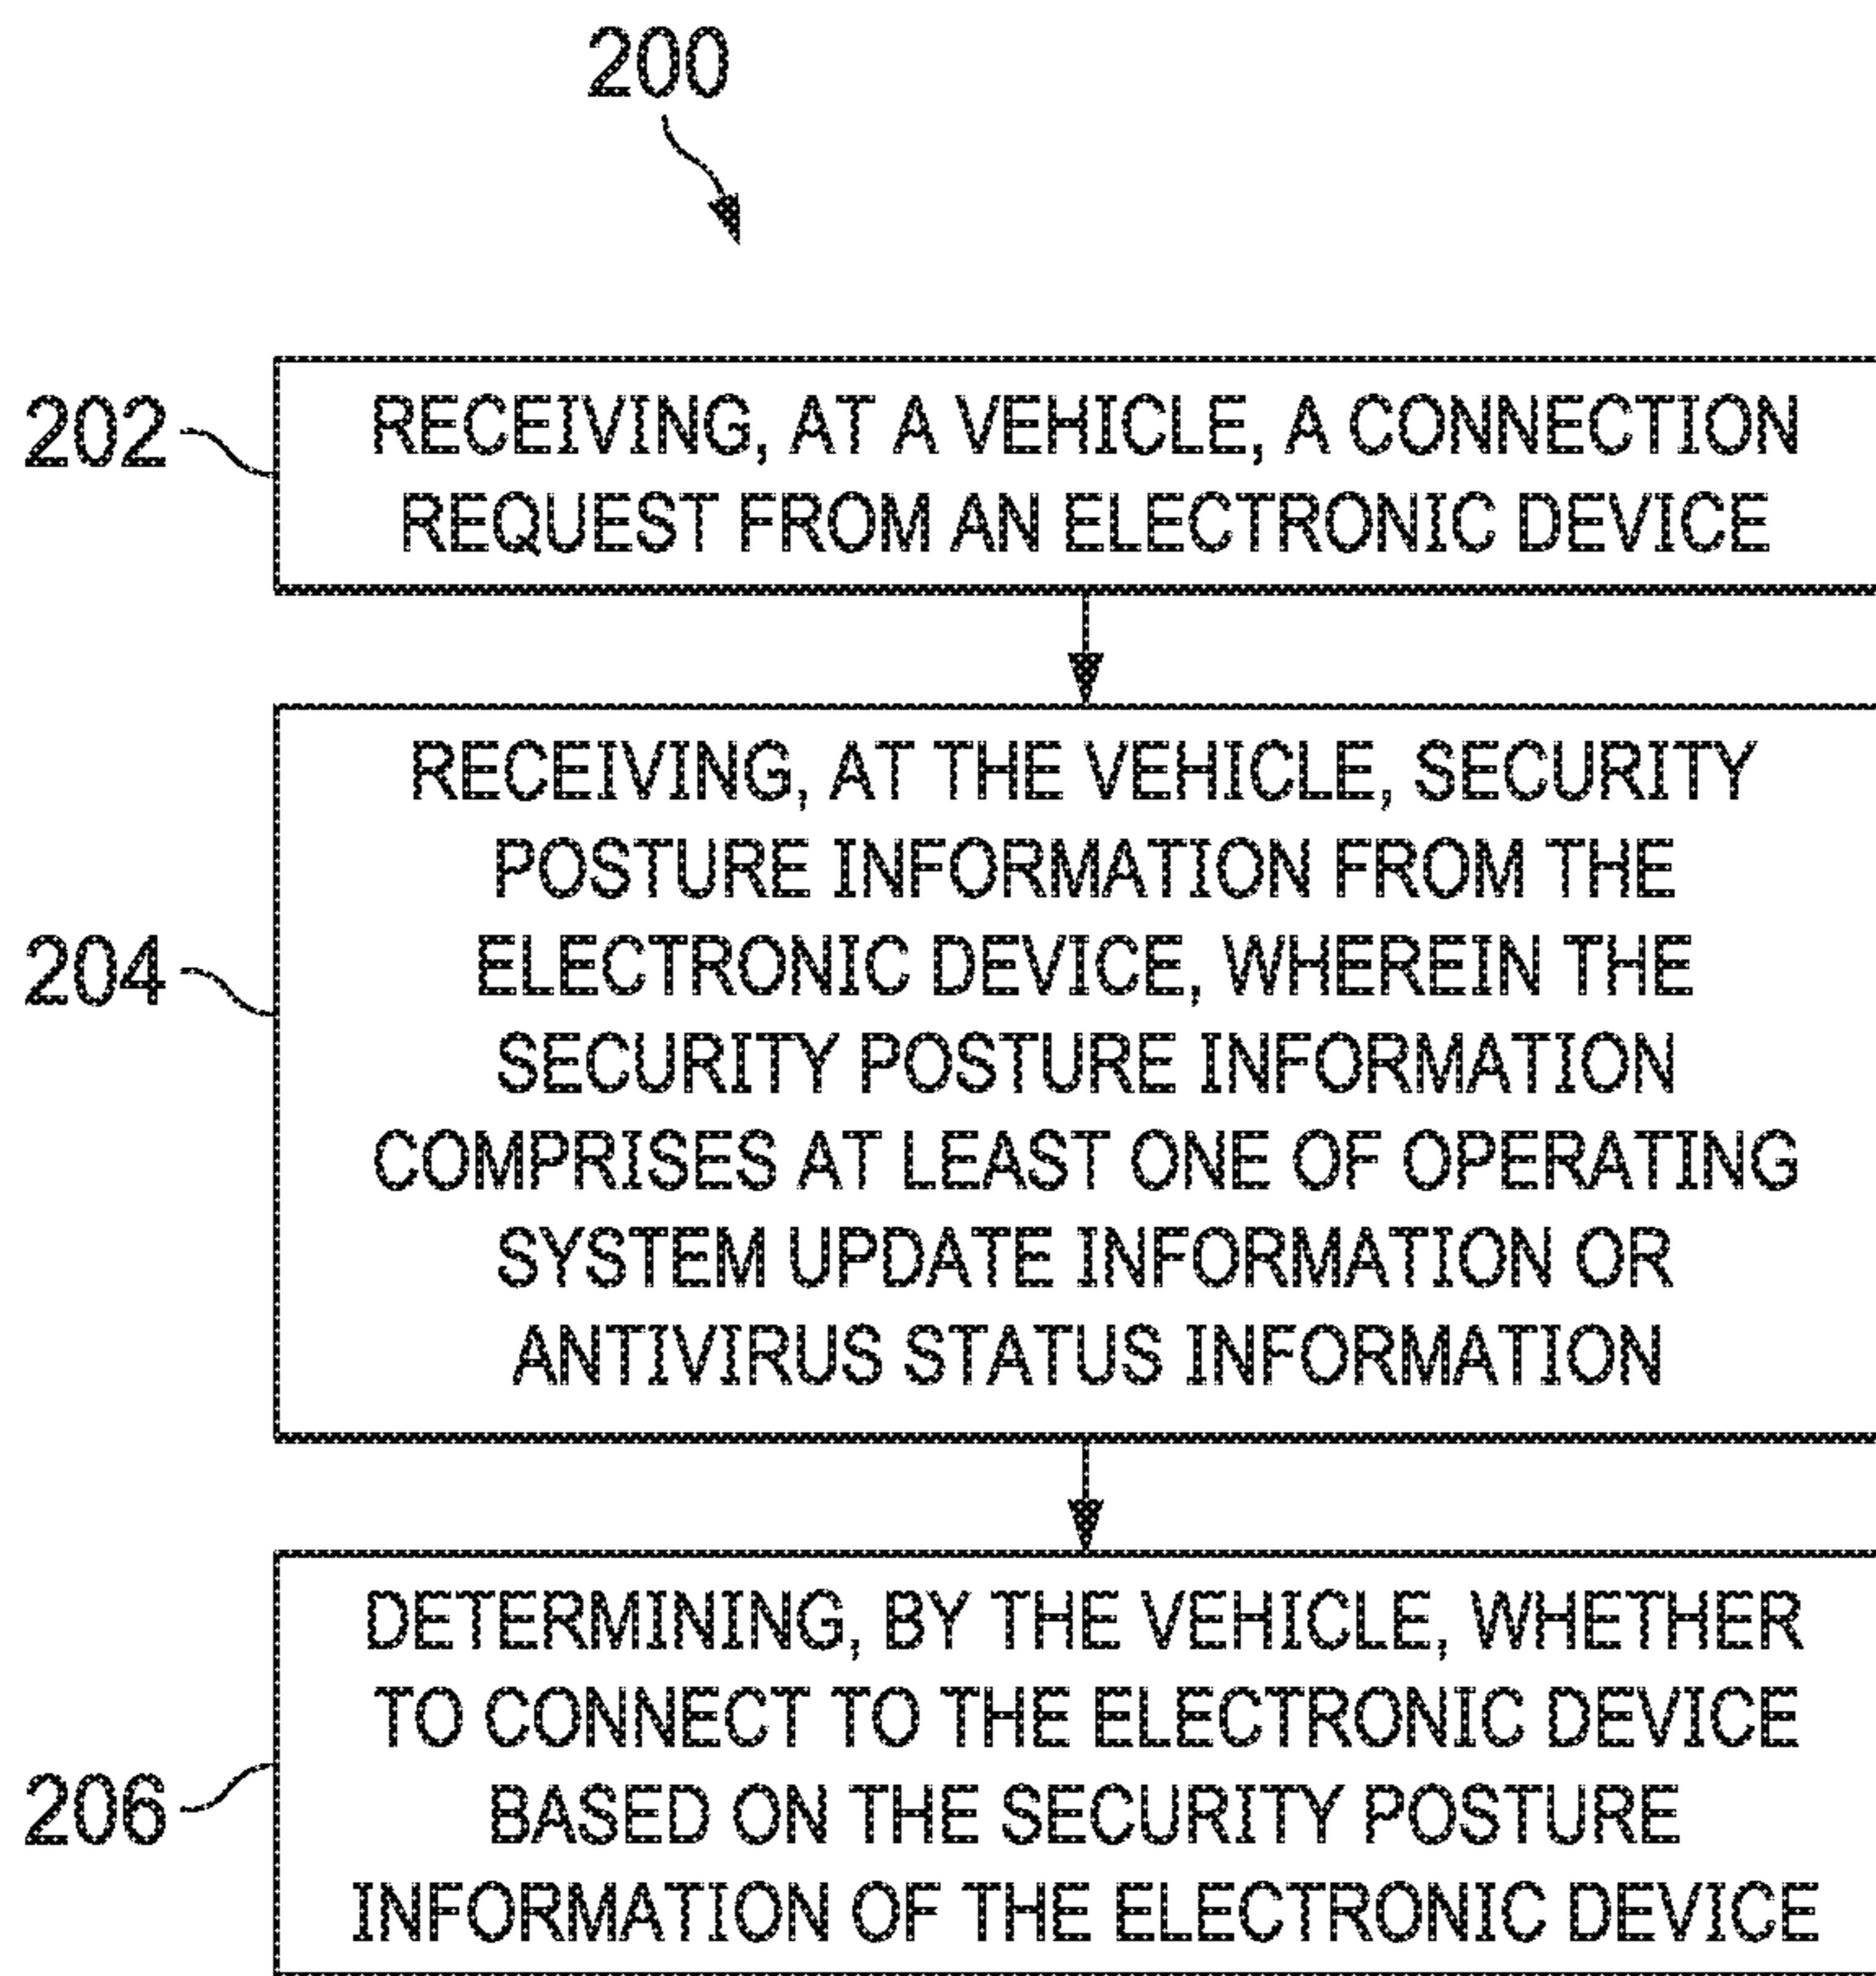 200
202
RECEIVING, AT A VEHICLE, A CONNECTION
REQUEST FROM AN ELECTRONIC DEVICE
204
RECEIVING, AT THE VEHICLE, SECURITY
POSTURE INFORMATION FROM THE
ELECTRONIC DEVICE, WHEREIN THE
SECURITY POSTURE INFORMATION
COMPRISES AT LEAST ONE OF OPERATING
SYSTEM UPDATE INFORMATION OR
ANTIVIRUS STATUS INFORMATION
206
DETERMINING, BY THE VEHICLE, WHETHER
TO CONNECT TO THE ELECTRONIC DEVICE
BASED ON THE SECURITY POSTURE
INFORMATION OF THE ELECTRONIC DEVICE